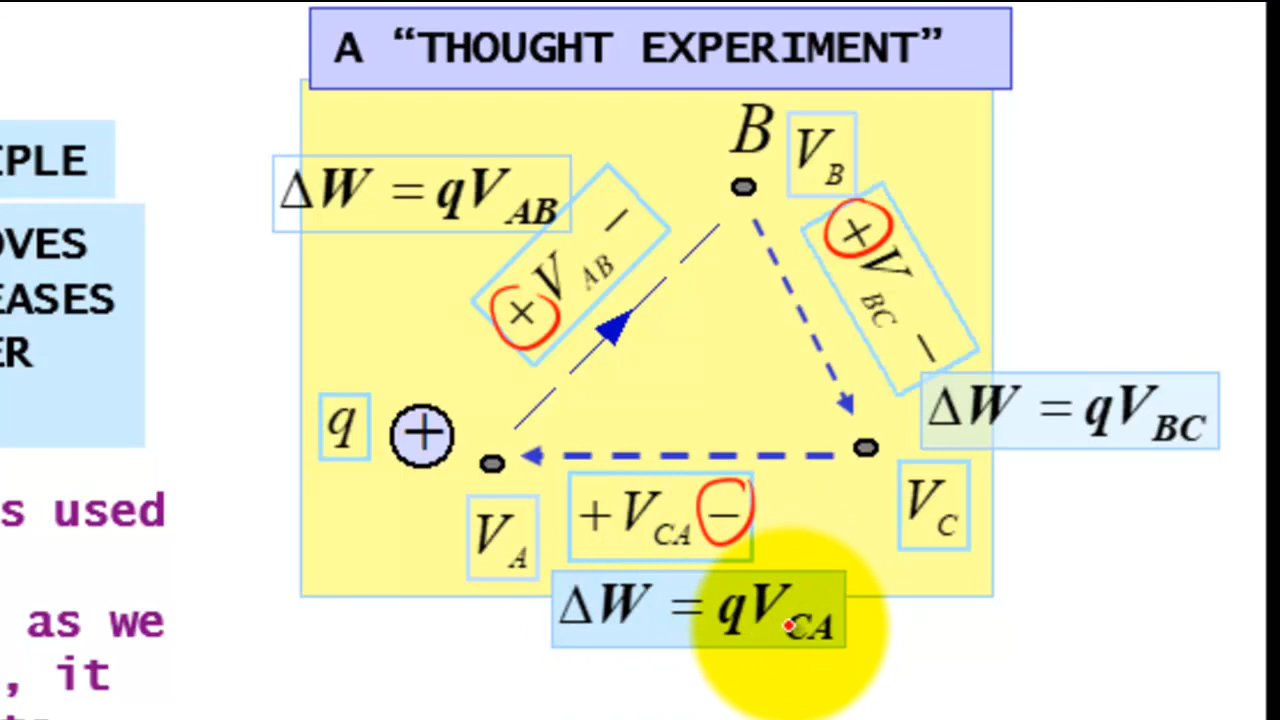 A “THOUGHT EXPERIMENT”
IPLE
OVES
EASES
ER
s used
as we
, it
B
V_B
ΔW = qV_AB
+ V_AB −
+ V_BC −
q
+
ΔW = qV_BC
V_A
+ V_CA −
V_C
ΔW = qV_CA